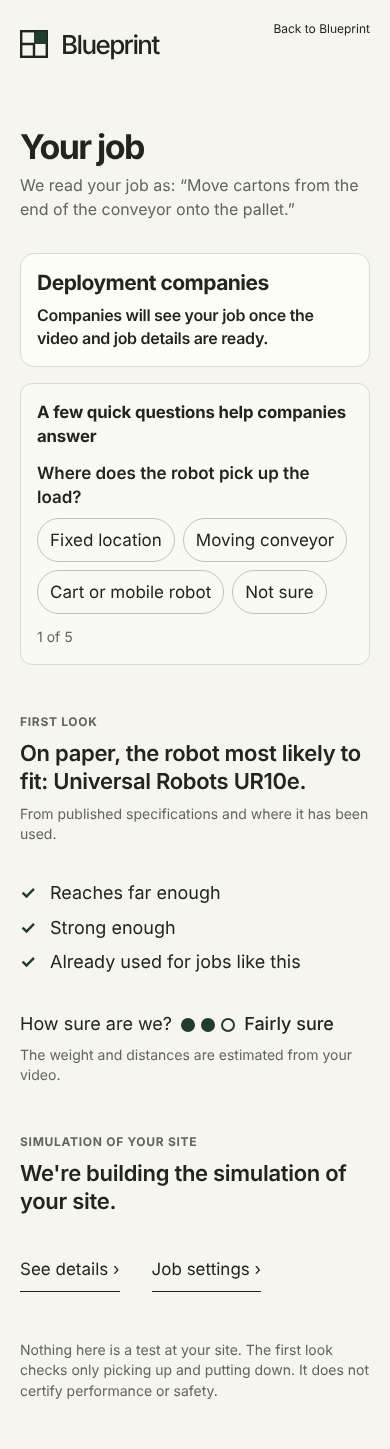 Blueprint
Back to Blueprint
Your job
We read your job as: “Move cartons from the
end of the conveyor onto the pallet.”
Deployment companies
Companies will see your job once the
video and job details are ready.
A few quick questions help companies
answer
Where does the robot pick up the
load?
Fixed location
Moving conveyor
Cart or mobile robot
Not sure
1 of 5
FIRST LOOK
On paper, the robot most likely to
fit: Universal Robots UR10e.
From published specifications and where it has been
used.
Reaches far enough
Strong enough
Already used for jobs like this
How sure are we? Fairly sure
The weight and distances are estimated from your
video.
SIMULATION OF YOUR SITE
We're building the simulation of
your site.
See details ›
Job settings ›
Nothing here is a test at your site. The first look
checks only picking up and putting down. It does not
certify performance or safety.